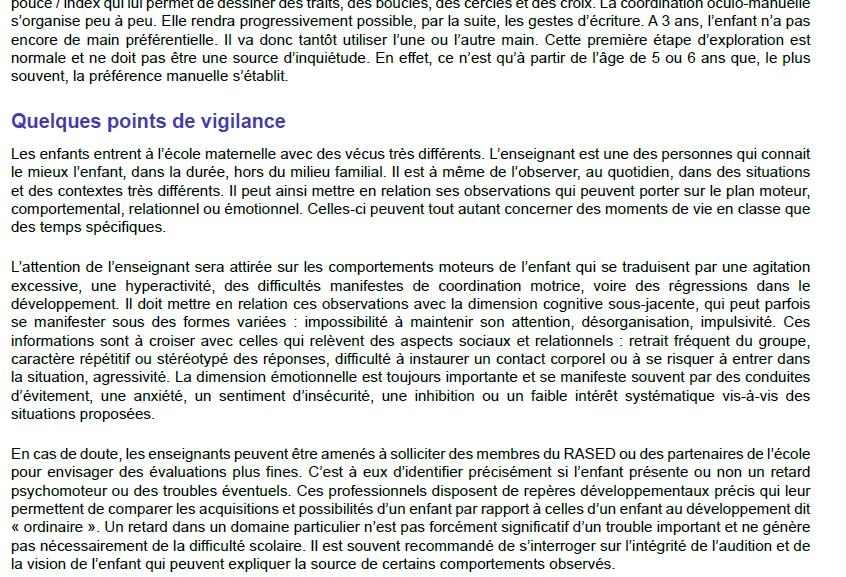 pouce / index qui lui permet de dessiner des traits, des boucles, des cercles et des croix. La coordination oculo-manuelle
s’organise peu à peu. Elle rendra progressivement possible, par la suite, les gestes d’écriture. A 3 ans, l’enfant n’a pas
encore de main préférentielle. Il va donc tantôt utiliser l’une ou l’autre main. Cette première étape d’exploration est
normale et ne doit pas être une source d’inquiétude. En effet, ce n’est qu’à partir de l’âge de 5 ou 6 ans que, le plus
souvent, la préférence manuelle s’établit.
Quelques points de vigilance
Les enfants entrent à l’école maternelle avec des vécus très différents. L’enseignant est une des personnes qui connait
le mieux l’enfant, dans la durée, hors du milieu familial. Il est à même de l’observer, au quotidien, dans des situations
et des contextes très différents. Il peut ainsi mettre en relation ses observations qui peuvent porter sur le plan moteur,
comportemental, relationnel ou émotionnel. Celles-ci peuvent tout autant concerner des moments de vie en classe que
des temps spécifiques.
L’attention de l’enseignant sera attirée sur les comportements moteurs de l’enfant qui se traduisent par une agitation
excessive, une hyperactivité, des difficultés manifestes de coordination motrice, voire des régressions dans le
développement. Il doit mettre en relation ces observations avec la dimension cognitive sous-jacente, qui peut parfois
se manifester sous des formes variées : impossibilité à maintenir son attention, désorganisation, impulsivité. Ces
informations sont à croiser avec celles qui relèvent des aspects sociaux et relationnels : retrait fréquent du groupe,
caractère répétitif ou stéréotypé des réponses, difficulté à instaurer un contact corporel ou à se risquer à entrer dans
la situation, agressivité. La dimension émotionnelle est toujours importante et se manifeste souvent par des conduites
d’évitement, une anxiété, un sentiment d’insécurité, une inhibition ou un faible intérêt systématique vis-à-vis des
situations proposées.
En cas de doute, les enseignants peuvent être amenés à solliciter des membres du RASED ou des partenaires de l’école
pour envisager des évaluations plus fines. C’est à eux d’identifier précisément si l’enfant présente ou non un retard
psychomoteur ou des troubles éventuels. Ces professionnels disposent de repères développementaux précis qui leur
permettent de comparer les acquisitions et possibilités d’un enfant par rapport à celles d’un enfant au développement dit
« ordinaire ». Un retard dans un domaine particulier n’est pas forcément significatif d’un trouble important et ne génère
pas nécessairement de la difficulté scolaire. Il est souvent recommandé de s’interroger sur l’intégrité de l’audition et de
la vision de l’enfant qui peuvent expliquer la source de certains comportements observés.